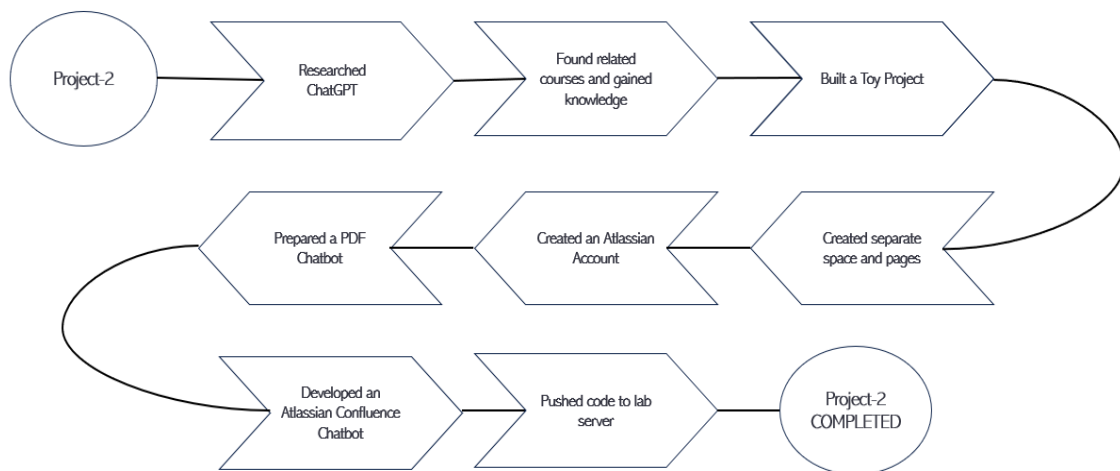 Project-2
Researched
ChatGPT
Found related
courses and gained
knowledge
Built a Toy Project
Created separate
space and pages
Created an Atlassian
Account
Prepared a PDF
Chatbot
Developed an
Atlassian Confluence
Chatbot
Pushed code to lab
server
Project-2
COMPLETED